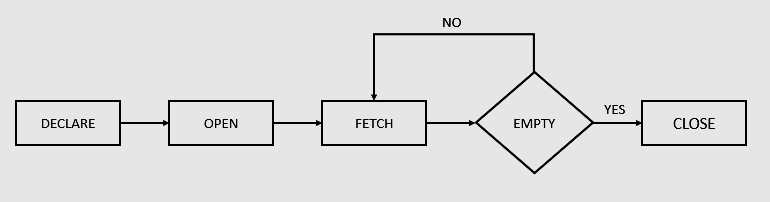 NO
DECLARE
OPEN
FETCH
EMPTY
YES
CLOSE